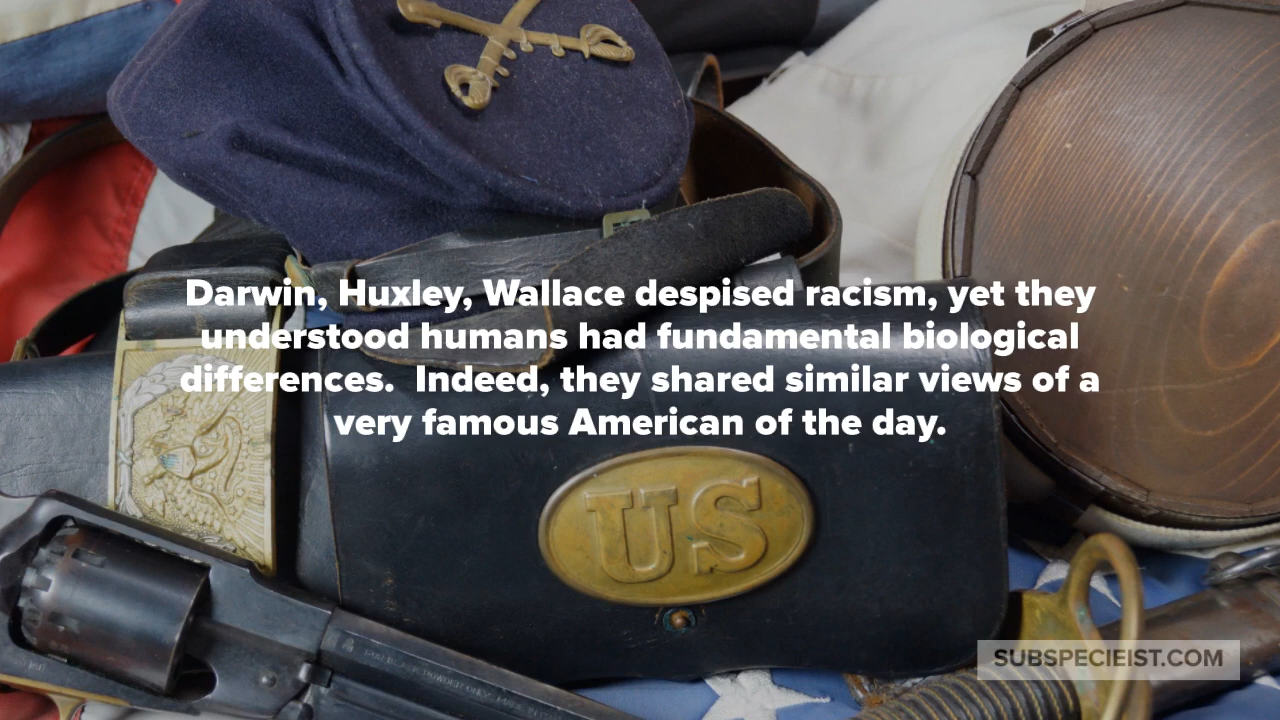 Darwin, Huxley, Wallace despised racism, yet they
understood humans had fundamental biological
differences.  Indeed, they shared similar views of a
very famous American of the day.
US
SUBSPECIEIST.COM